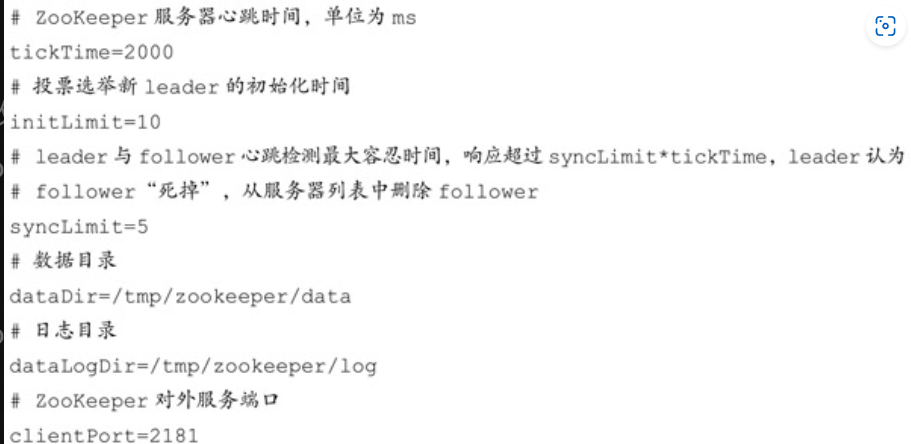 # ZooKeeper 服务器心跳时间，单位为 ms
tickTime=2000
# 投票选举新 leader 的初始化时间
initLimit=10
# leader 与 follower 心跳检测最大容忍时间，响应超过 syncLimit*tickTime，leader 认为
# follower “死掉”，从服务器列表中删除 follower
syncLimit=5
# 数据目录
dataDir=/tmp/zookeeper/data
# 日志目录
dataLogDir=/tmp/zookeeper/log
# ZooKeeper 对外服务端口
clientPort=2181